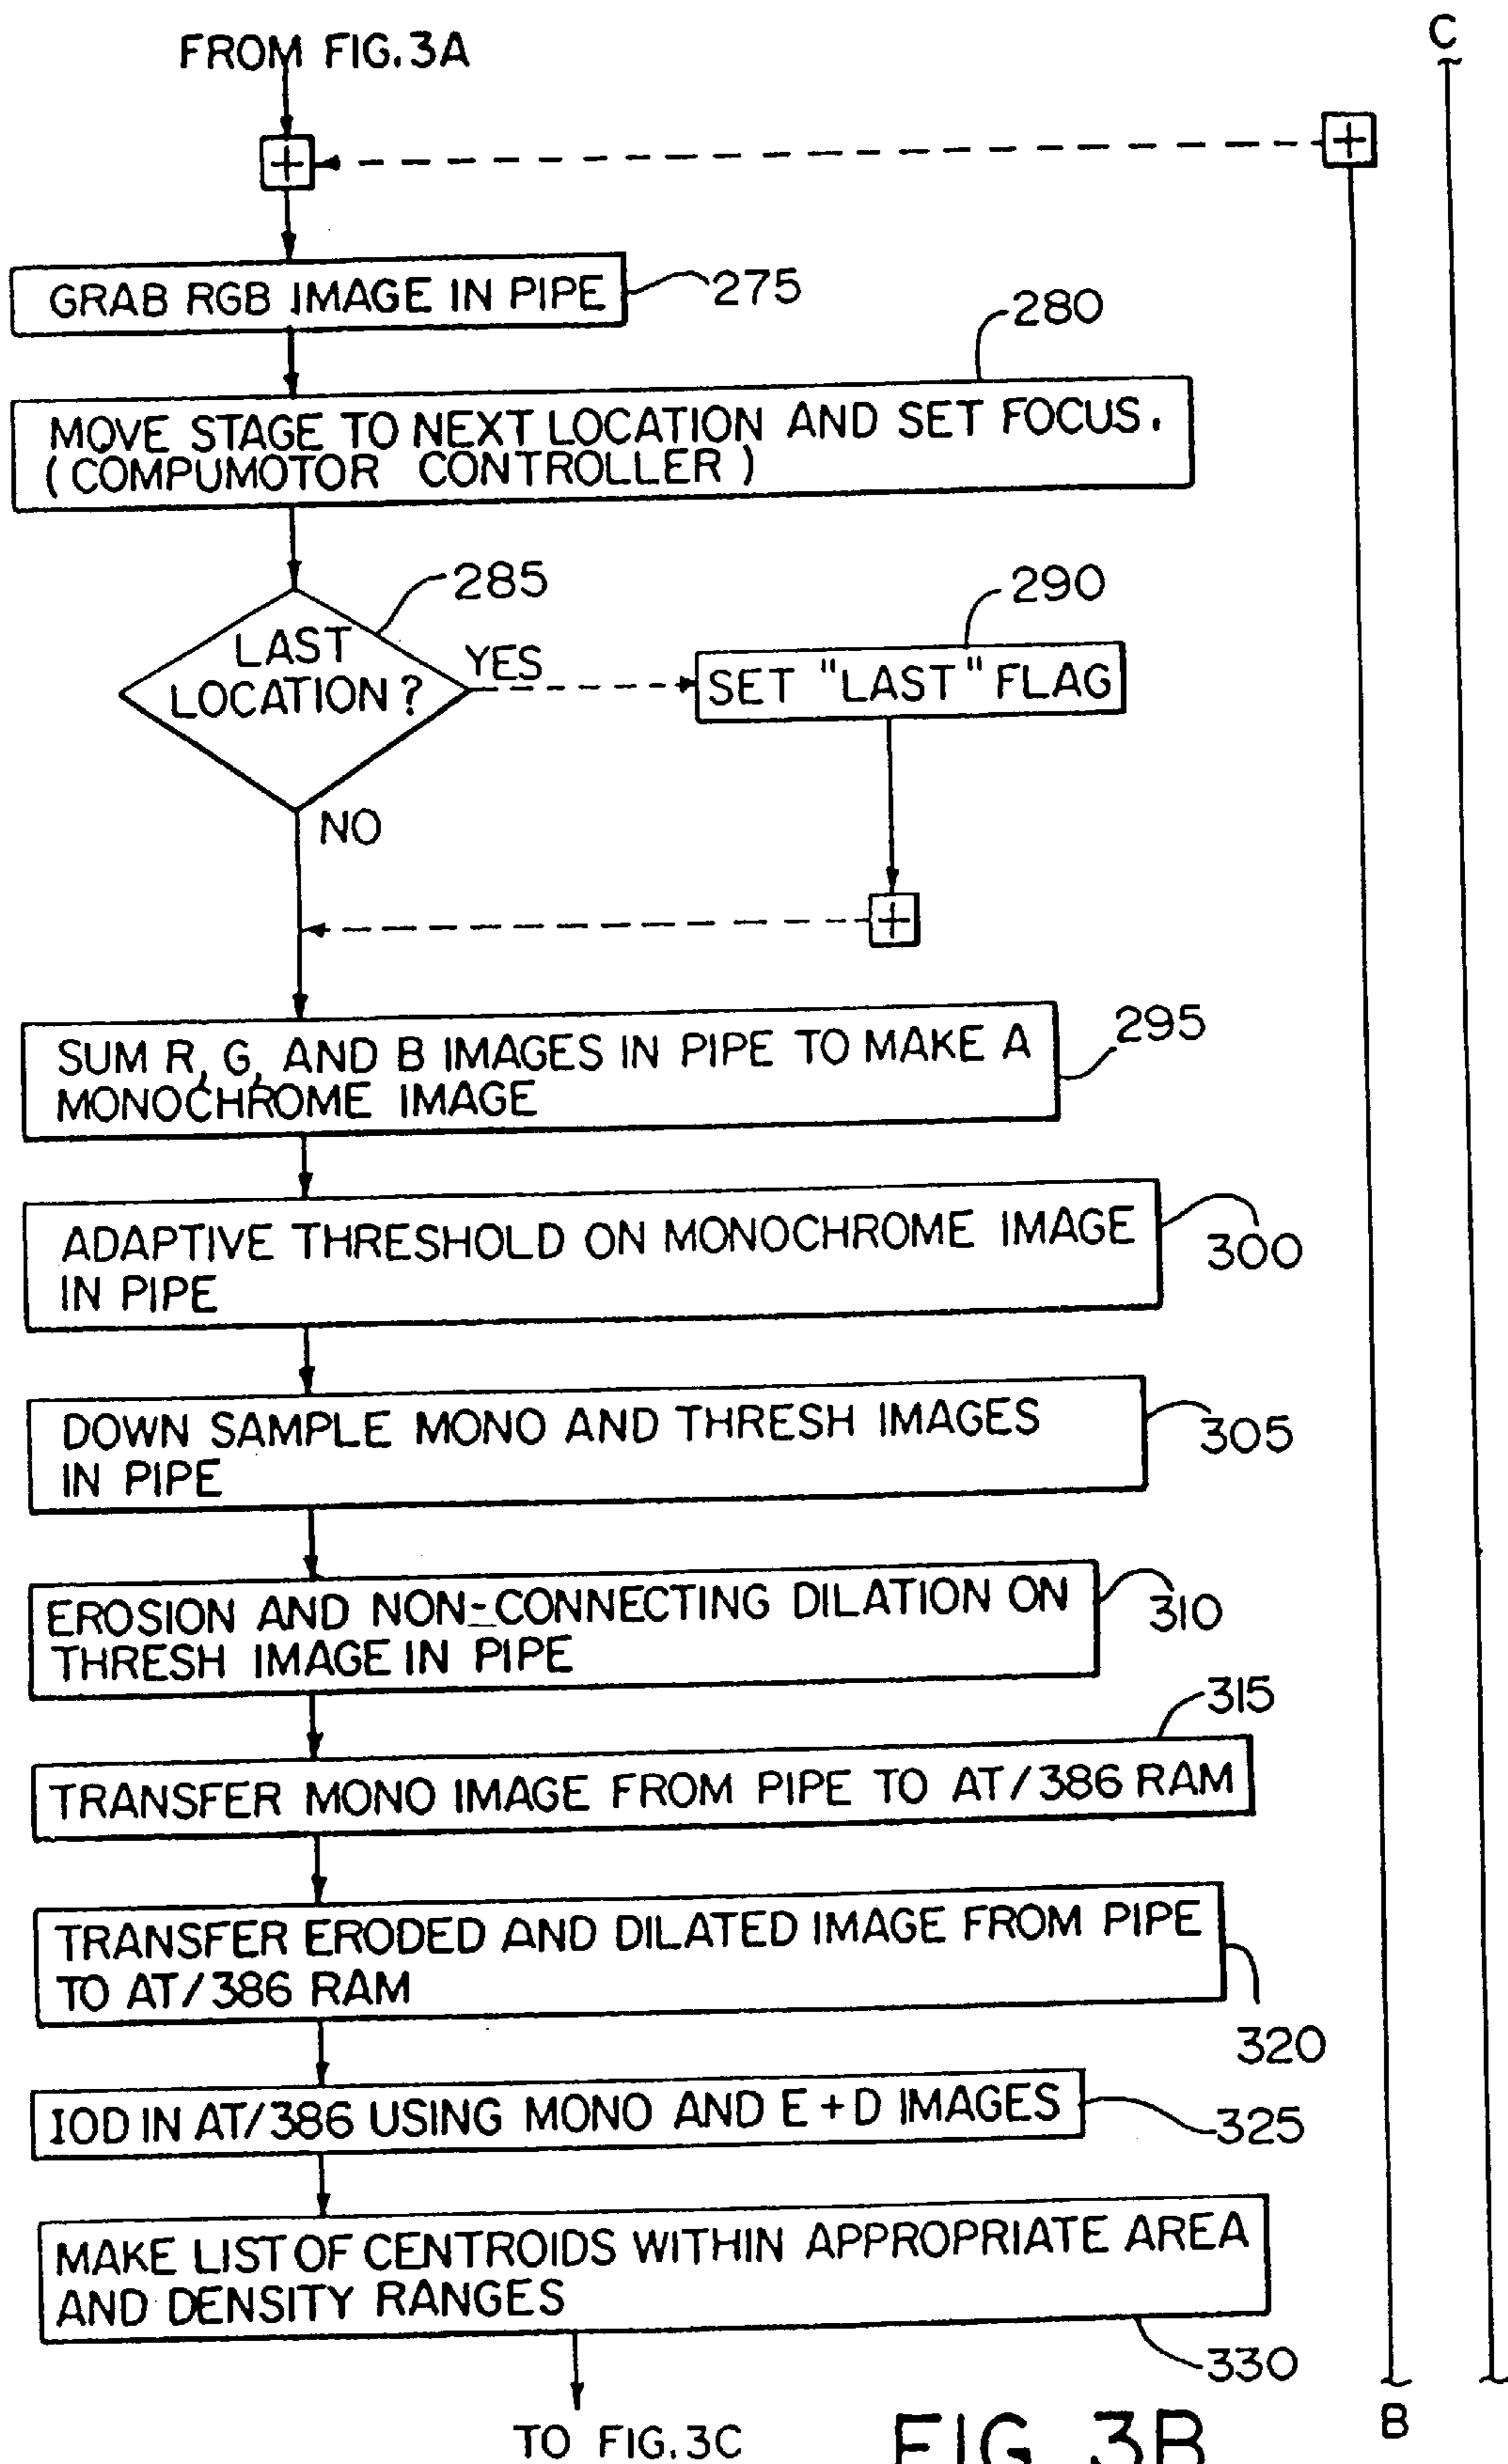 FROM FIG.3A
C
GRAB RGB IMAGE IN PIPE
275
280
MOVE STAGE TO NEXT LOCATION AND SET FOCUS.
(COMPUMOTOR CONTROLLER)
285
290
LAST
LOCATION?
YES
SET "LAST" FLAG
NO
295
SUM R, G, AND B IMAGES IN PIPE TO MAKE A
MONOCHROME IMAGE
ADAPTIVE THRESHOLD ON MONOCHROME IMAGE
IN PIPE
300
DOWN SAMPLE MONO AND THRESH IMAGES
IN PIPE
305
EROSION AND NON-CONNECTING DILATION ON
THRESH IMAGE IN PIPE
310
315
TRANSFER MONO IMAGE FROM PIPE TO AT/386 RAM
TRANSFER ERODED AND DILATED IMAGE FROM PIPE
TO AT/386 RAM
320
IOD IN AT/386 USING MONO AND E+D IMAGES
325
MAKE LIST OF CENTROIDS WITHIN APPROPRIATE AREA
AND DENSITY RANGES
330
TO FIG.3C
FIG. 3B
B